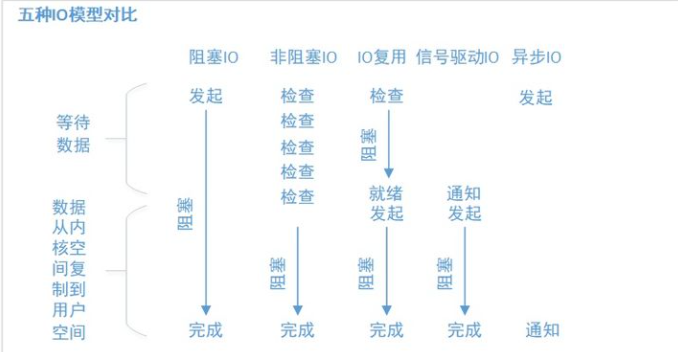 五种IO模型对比
阻塞IO 非阻塞IO IO复用 信号驱动IO 异步IO
发起 检查 检查 发起
检查
检查
检查
检查
等待
数据
阻塞
就绪 通知
发起 发起
数据
从内
核空
间复
制到
用户
空间
阻塞
阻塞
阻塞
阻塞
完成 完成 完成 完成 通知